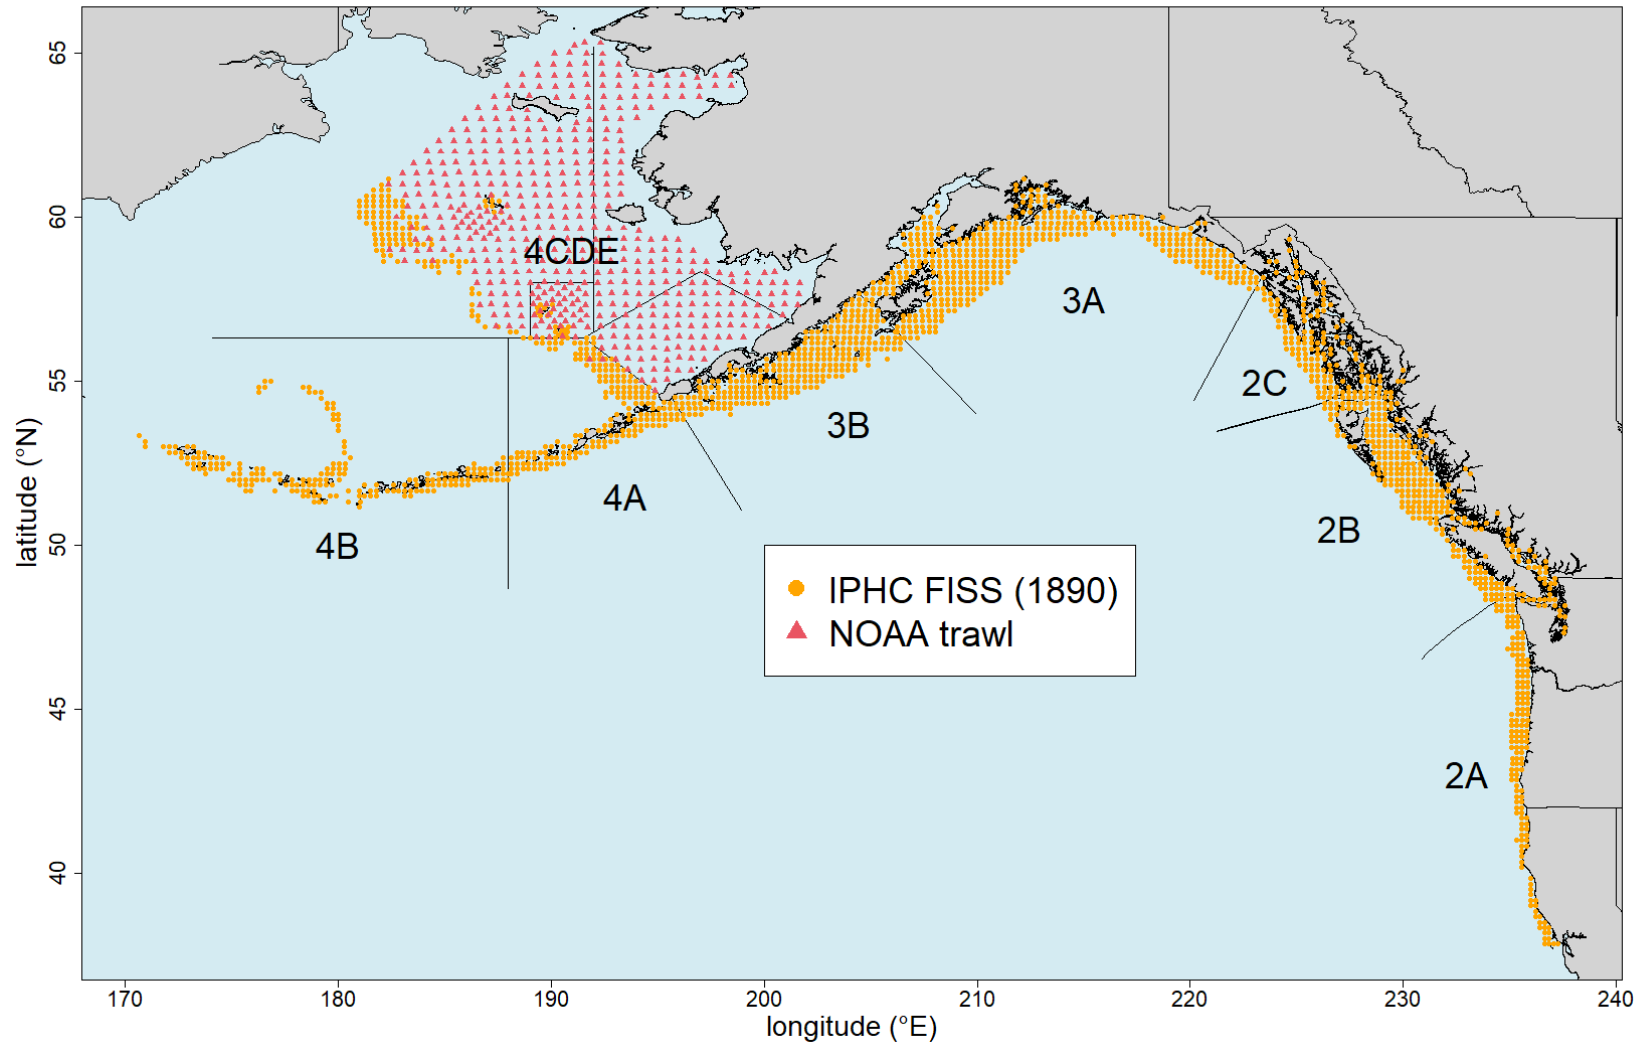 65
60
55
50
45
40
latitude (°N)
4CDE
3A
2C
3B
4A
2B
4B
2A
IPHC FISS (1890)
NOAA trawl
170
180
190
200
210
220
230
240
longitude (°E)